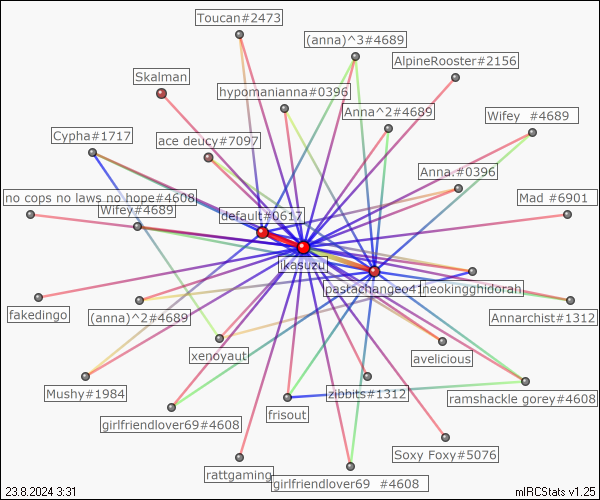 Toucan#2473
(anna)^3#4689
AlpineRooster#2156
Skalman
hypomanianna#0396
Anna^2#4689
Wifey #4689
Cypha#1717
ace deucy#7097
Anna.#0396
no cops no laws no hope#4608
Mad #6901
Wifey#4689
default#0617
ikasuzu
pastachangeo41
neokingghidorah
fakedingo
(anna)^2#4689
Annarchist#1312
xenoyaut
avelicious
Mushy#1984
zibbits#1312
ramshackle gorey#4608
girlfriendlover69#4608
frisout
Soxy Foxy#5076
rattgaming
girlfriendlover69 #4608
23.8.2024 3:31
mIRCStats v1.25